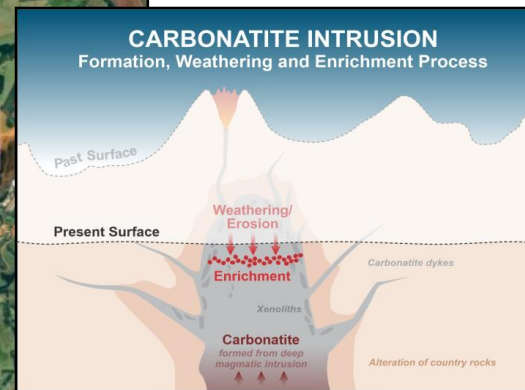 CARBONATITE INTRUSION
Formation, Weathering and Enrichment Process
Past Surface
Weathering/
Erosion
Present Surface
Enrichment
Carbonatite dykes
Xenoliths
Carbonatite
formed from deep
magmatic intrusion
Alteration of country rocks